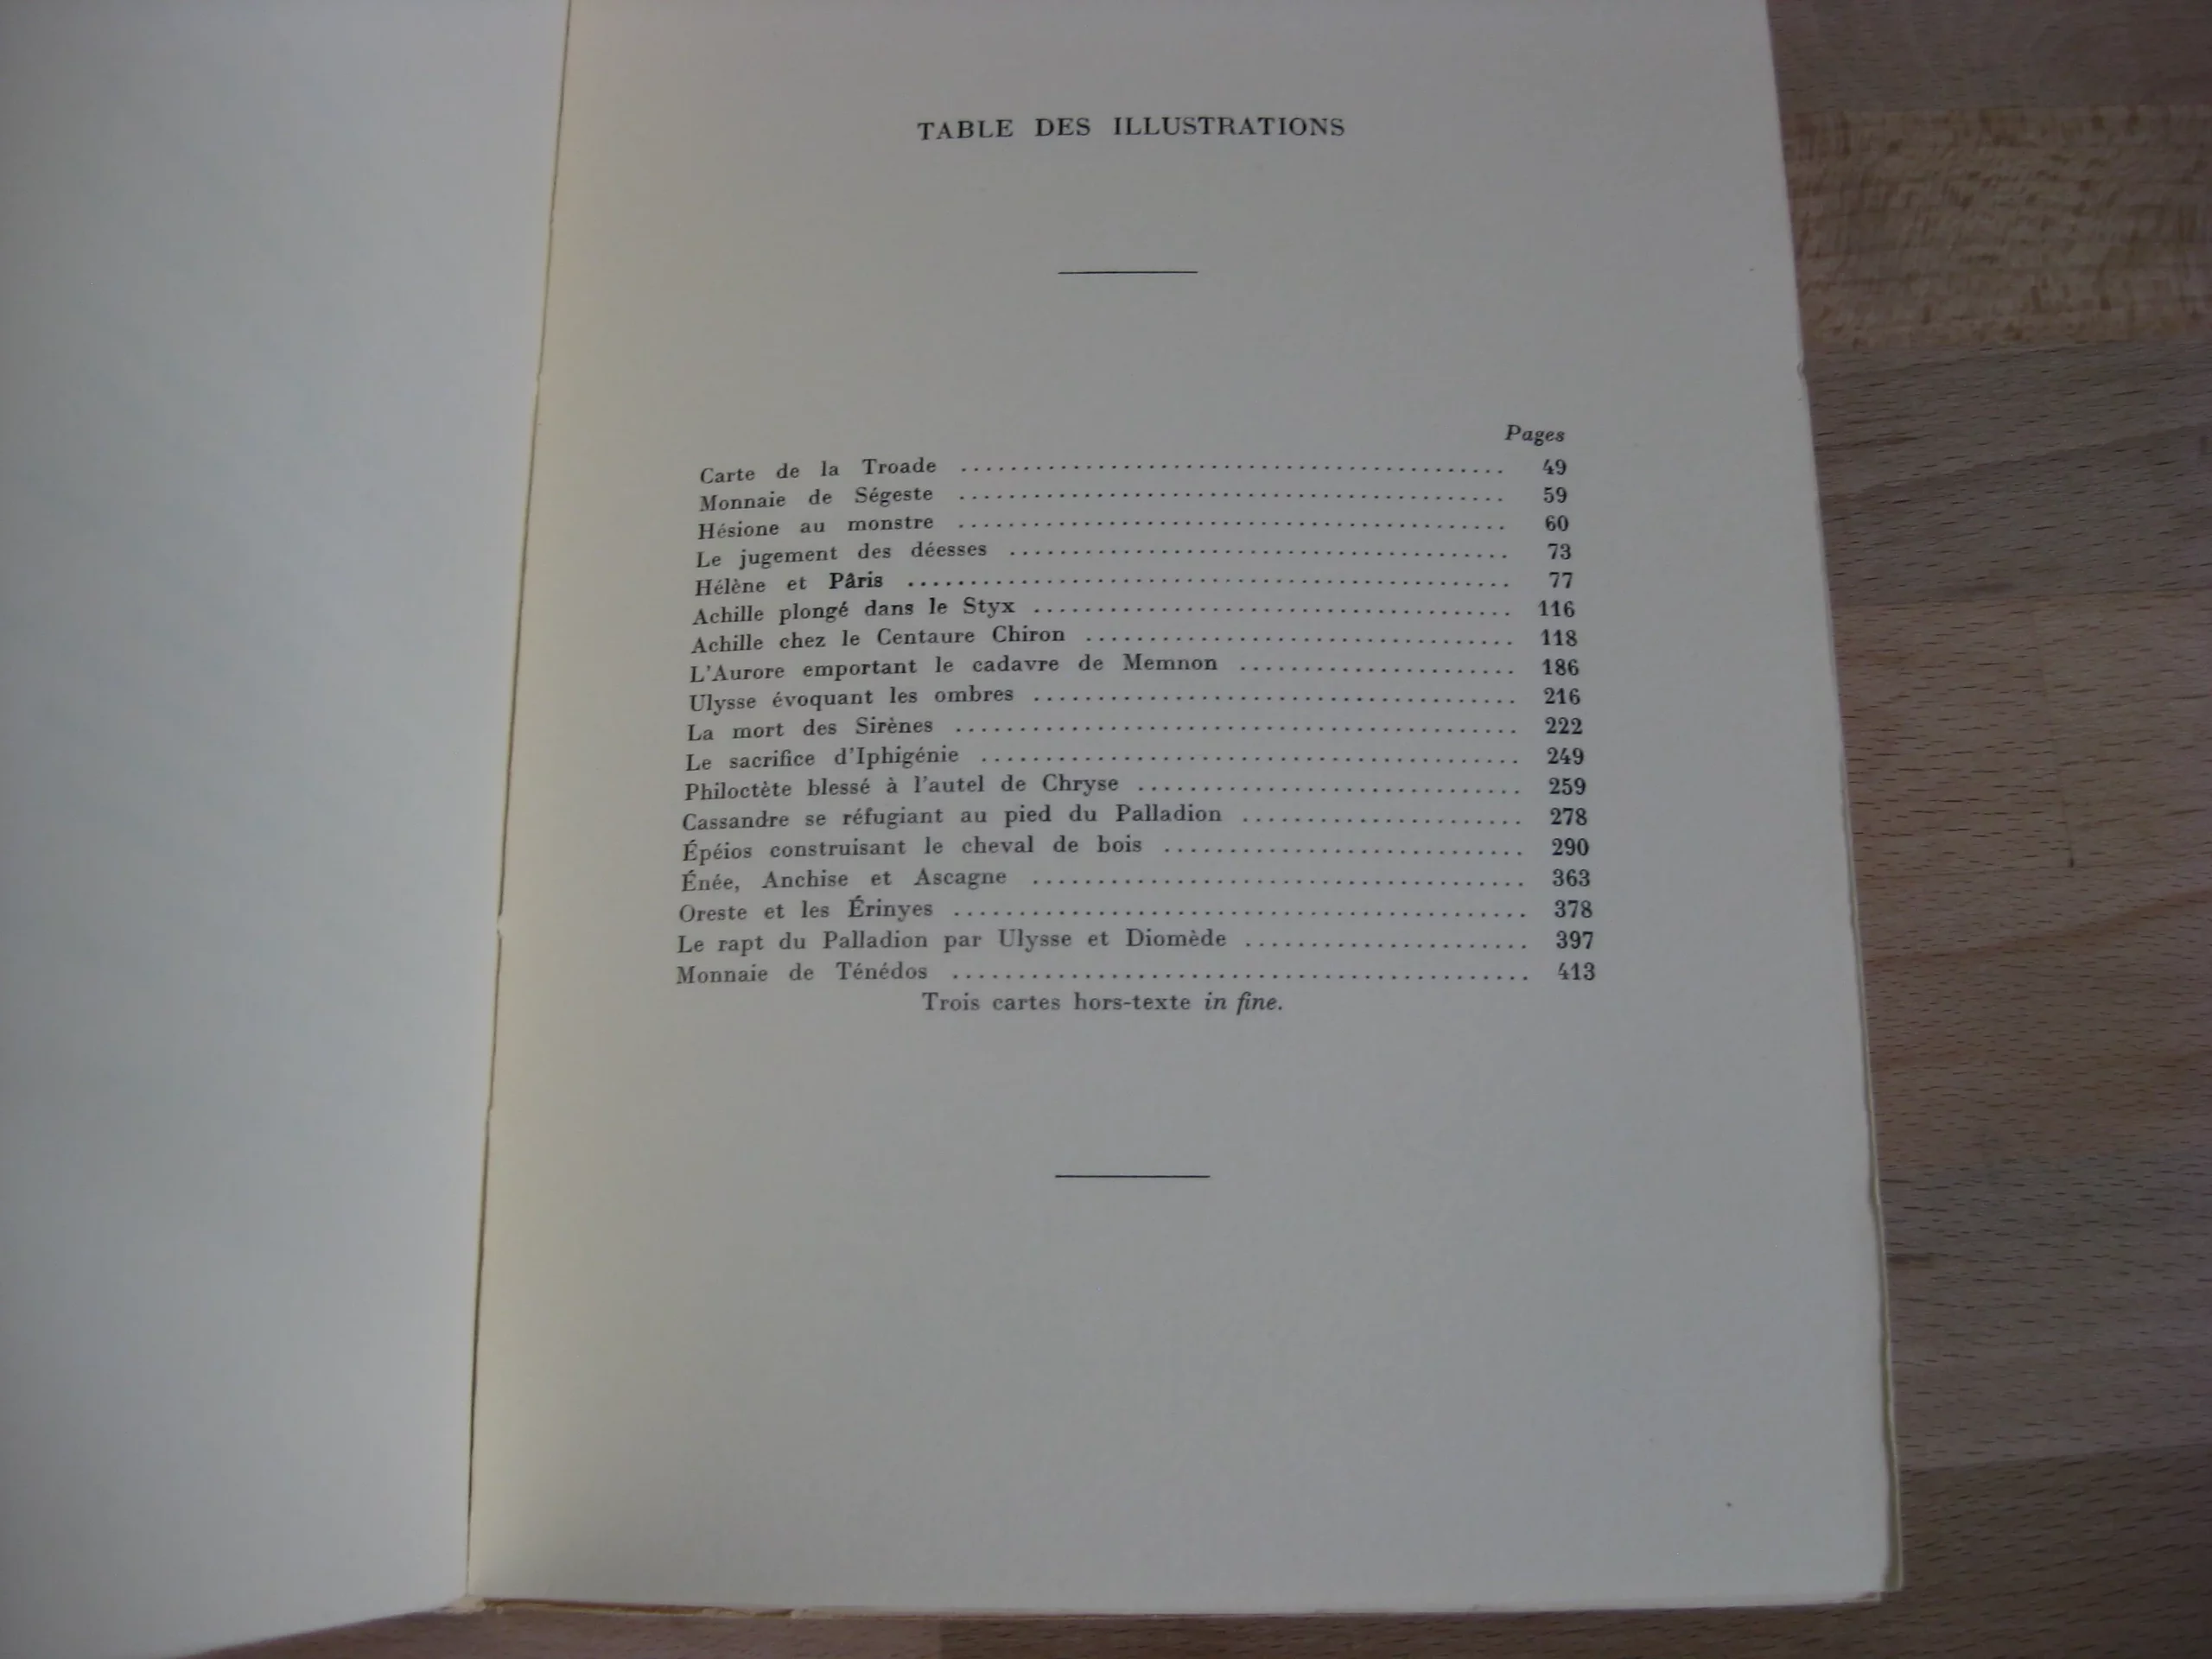 TABLE DES ILLUSTRATIONS
Pages
Carte de la Troade ........................................... 49
Monnaie de Ségeste ........................................... 59
Hésione au monstre ........................................... 60
Le jugement des déesses ....................................... 73
Hélène et Pâris ............................................... 77
Achille plongé dans le Styx ..................................... 116
Achille chez le Centaure Chiron ................................. 118
L'Aurore emportant le cadavre de Memnon ...................... 186
Ulysse évoquant les ombres ...................................... 216
La mort des Sirènes ............................................ 222
Le sacrifice d'Iphigénie .......................................... 249
Philoctète blessé à l'autel de Chryse .............................. 259
Cassandre se réfugiant au pied du Palladion ...................... 278
Épéios construisant le cheval de bois ............................ 290
Énée, Anchise et Ascagne ....................................... 363
Oreste et les Érinyes ............................................. 378
Le rapt du Palladion par Ulysse et Diomède ...................... 397
Monnaie de Ténédos ............................................. 413
Trois cartes hors-texte in fine.